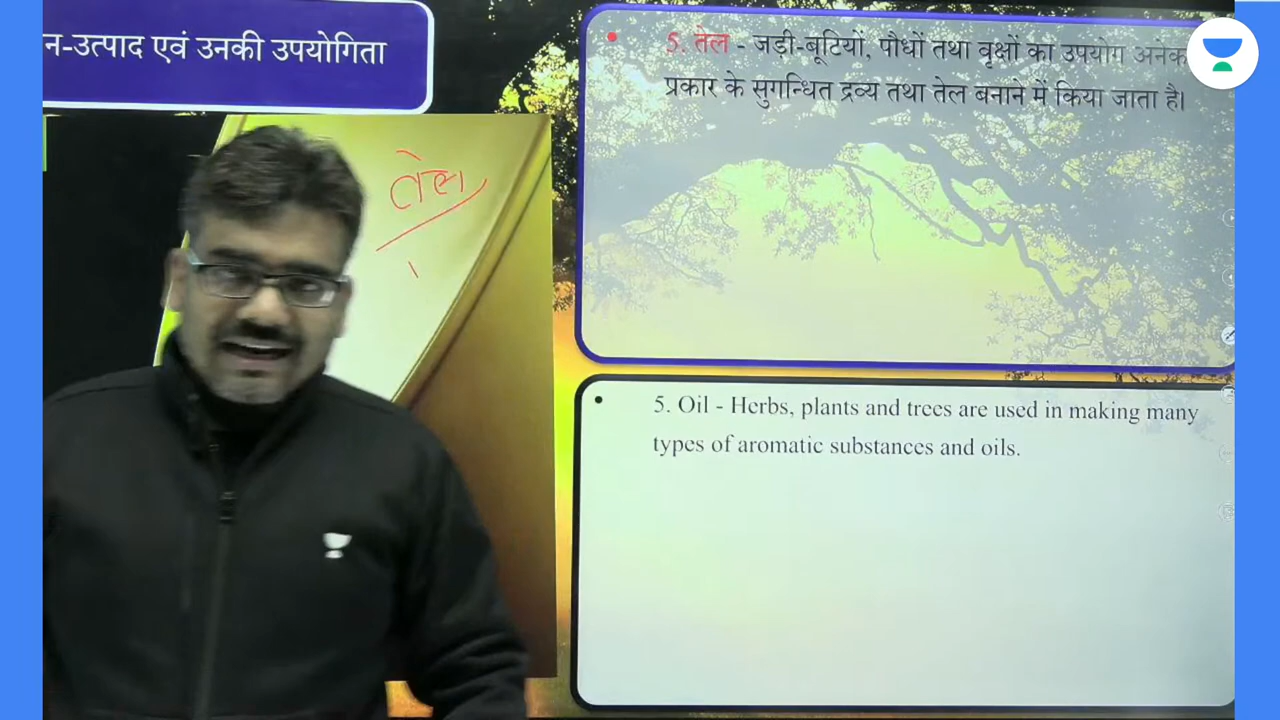 न-उत्पाद एवं उनकी उपयोगिता
5. तेल - जड़ी-बूटियों, पौधों तथा वृक्षों का उपयोग अनेक
प्रकार के सुगन्धित द्रव्य तथा तेल बनाने में किया जाता है।
तेल
5. Oil - Herbs, plants and trees are used in making many
types of aromatic substances and oils.